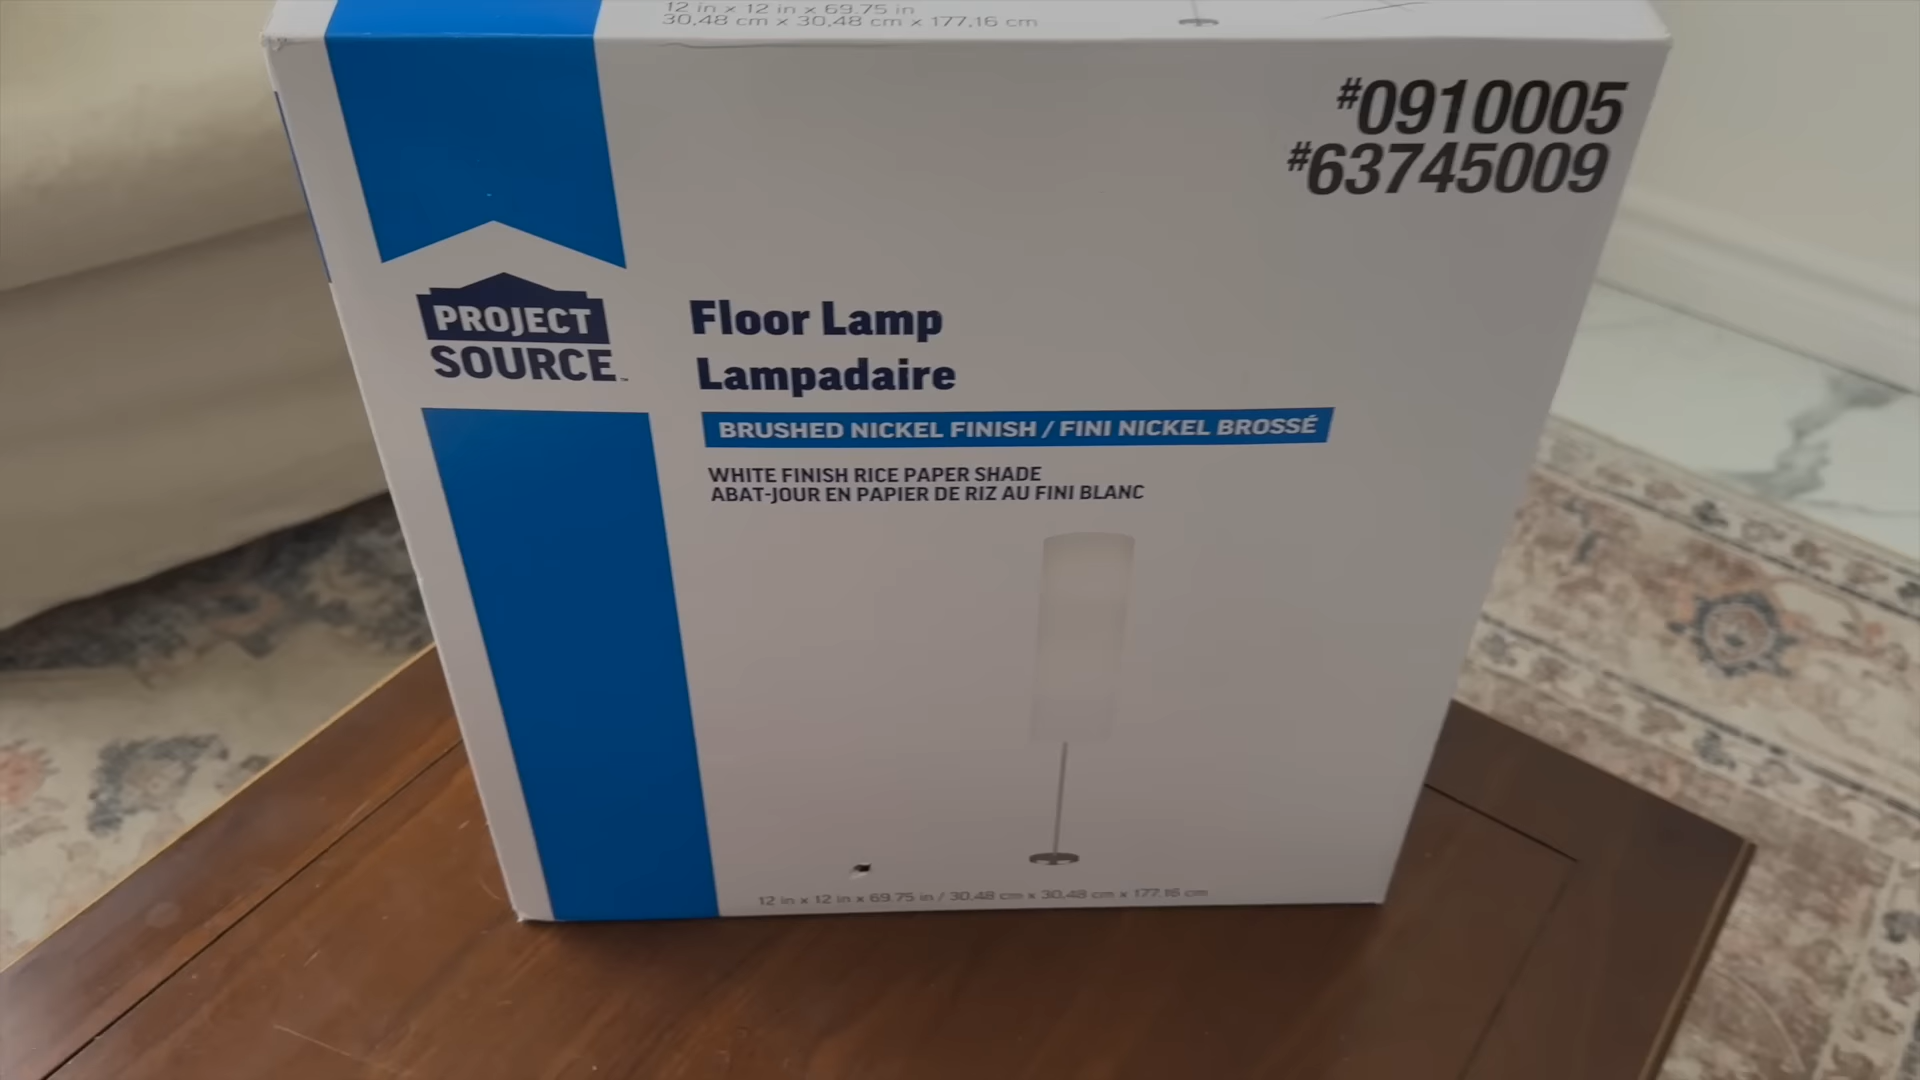 12 in x 12 in x 69.75 in
30,48 cm x 30,48 cm x 177,16 cm
#0910005
#63745009
PROJECT
SOURCE™
Floor Lamp
Lampadaire
BRUSHED NICKEL FINISH / FINI NICKEL BROSSÉ
WHITE FINISH RICE PAPER SHADE
ABAT-JOUR EN PAPIER DE RIZ AU FINI BLANC
12 in x 12 in x 69.75 in / 30,48 cm x 30,48 cm x 177,16 cm